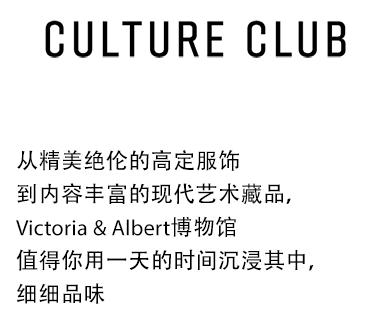 CULTURE CLUB
从精美绝伦的高定服饰
到内容丰富的现代艺术藏品,
Victoria & Albert博物馆
值得你用一天的时间沉浸其中,
细细品味